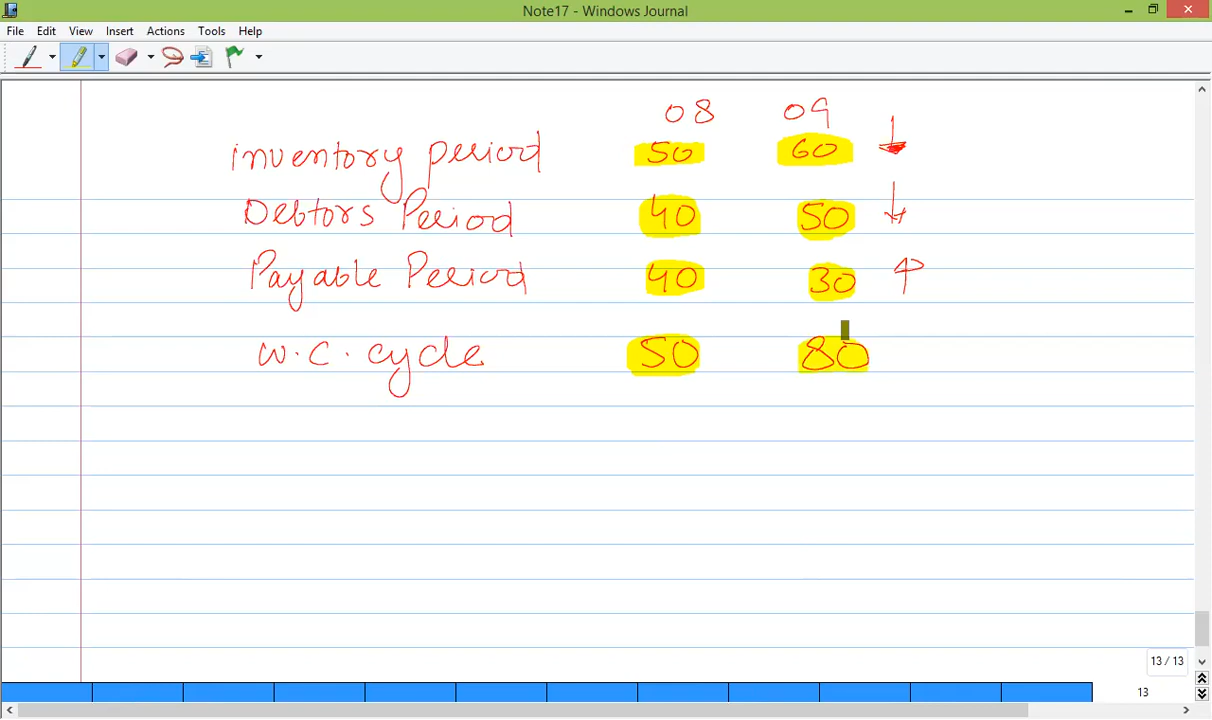 Note17 - Windows Journal
File Edit View Insert Actions Tools Help
08 09
inventory period 50 60 ↓
Debtors Period 40 50 ↓
Payable Period 40 30 ↑
W.C. cycle 50 80
13 / 13
13